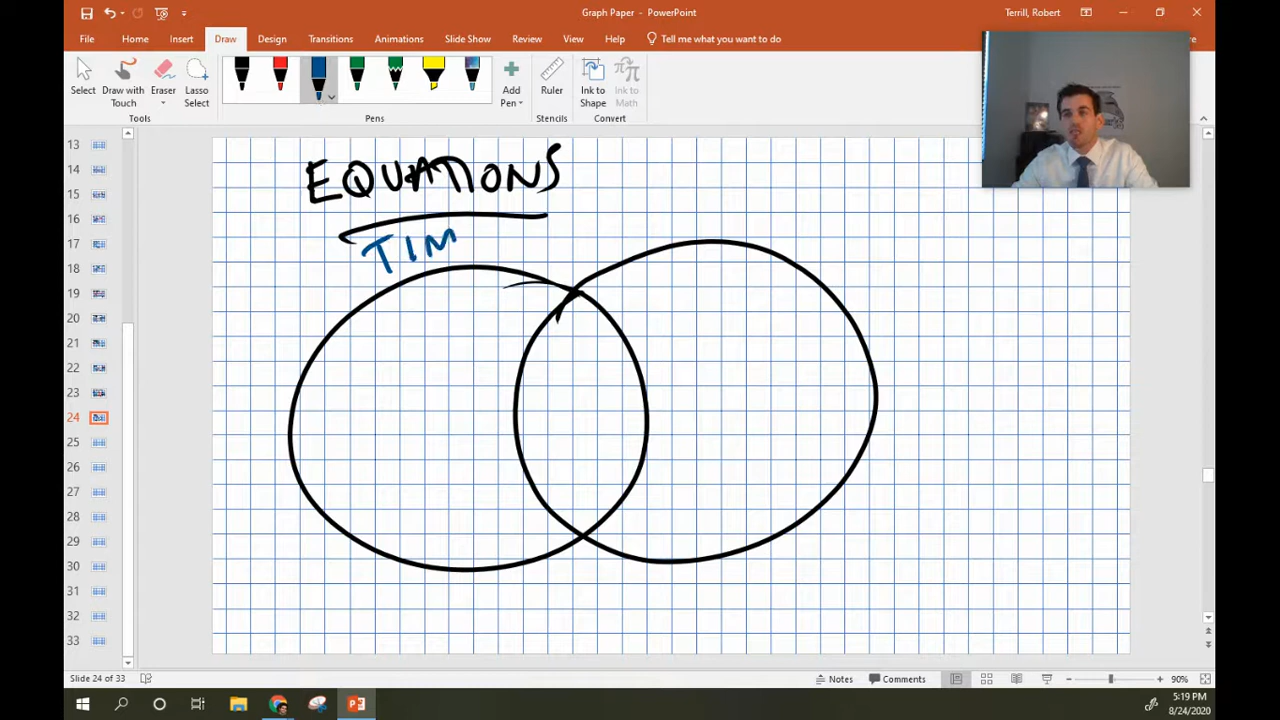 Graph Paper - PowerPoint
Terrill, Robert
File Home Insert Draw Design Transitions Animations Slide Show Review View Help Tell me what you want to do
Select
Draw with Touch
Eraser
Lasso Select
Add Pen
Ruler
Ink to Shape
Ink to Math
Tools
Pens
Stencils
Convert
13
14
15
16
17
18
19
20
21
22
23
24
25
26
27
28
29
30
31
32
33
EQUATIONS
TIM
Slide 24 of 33
Notes
Comments
90%
5:19 PM
8/24/2020